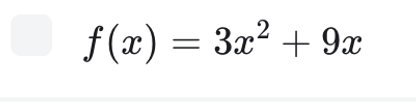 f(x) = 3x² + 9x